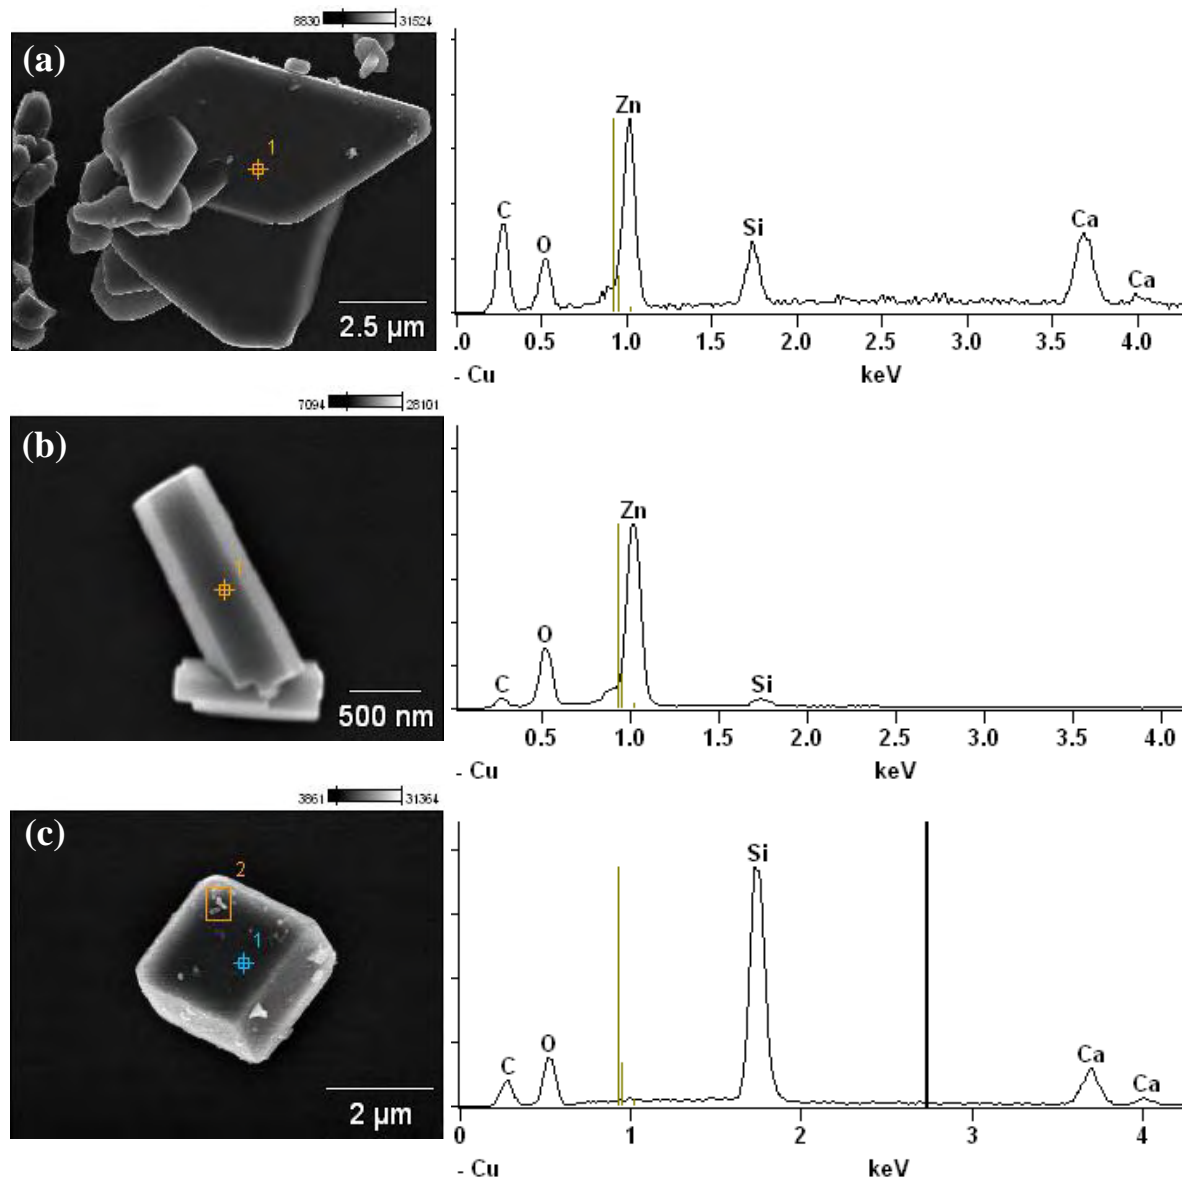 8830 31524
(a)
1
2.5 µm
C O Zn Si Ca Ca
.0 0.5 1.0 1.5 2.0 2.5 3.0 3.5 4.0
- Cu keV
7094 28101
(b)
1
500 nm
C O Zn Si
0.5 1.0 1.5 2.0 2.5 3.0 3.5 4.0
- Cu keV
3861 31364
(c)
2
1
2 µm
C O Si Ca Ca
0 1 2 3 4
- Cu keV